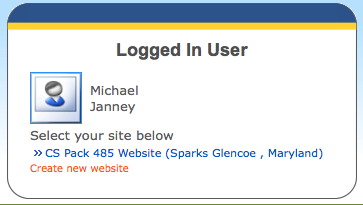 Logged In User
Michael
Janney
Select your site below
» CS Pack 485 Website (Sparks Glencoe , Maryland)
Create new website